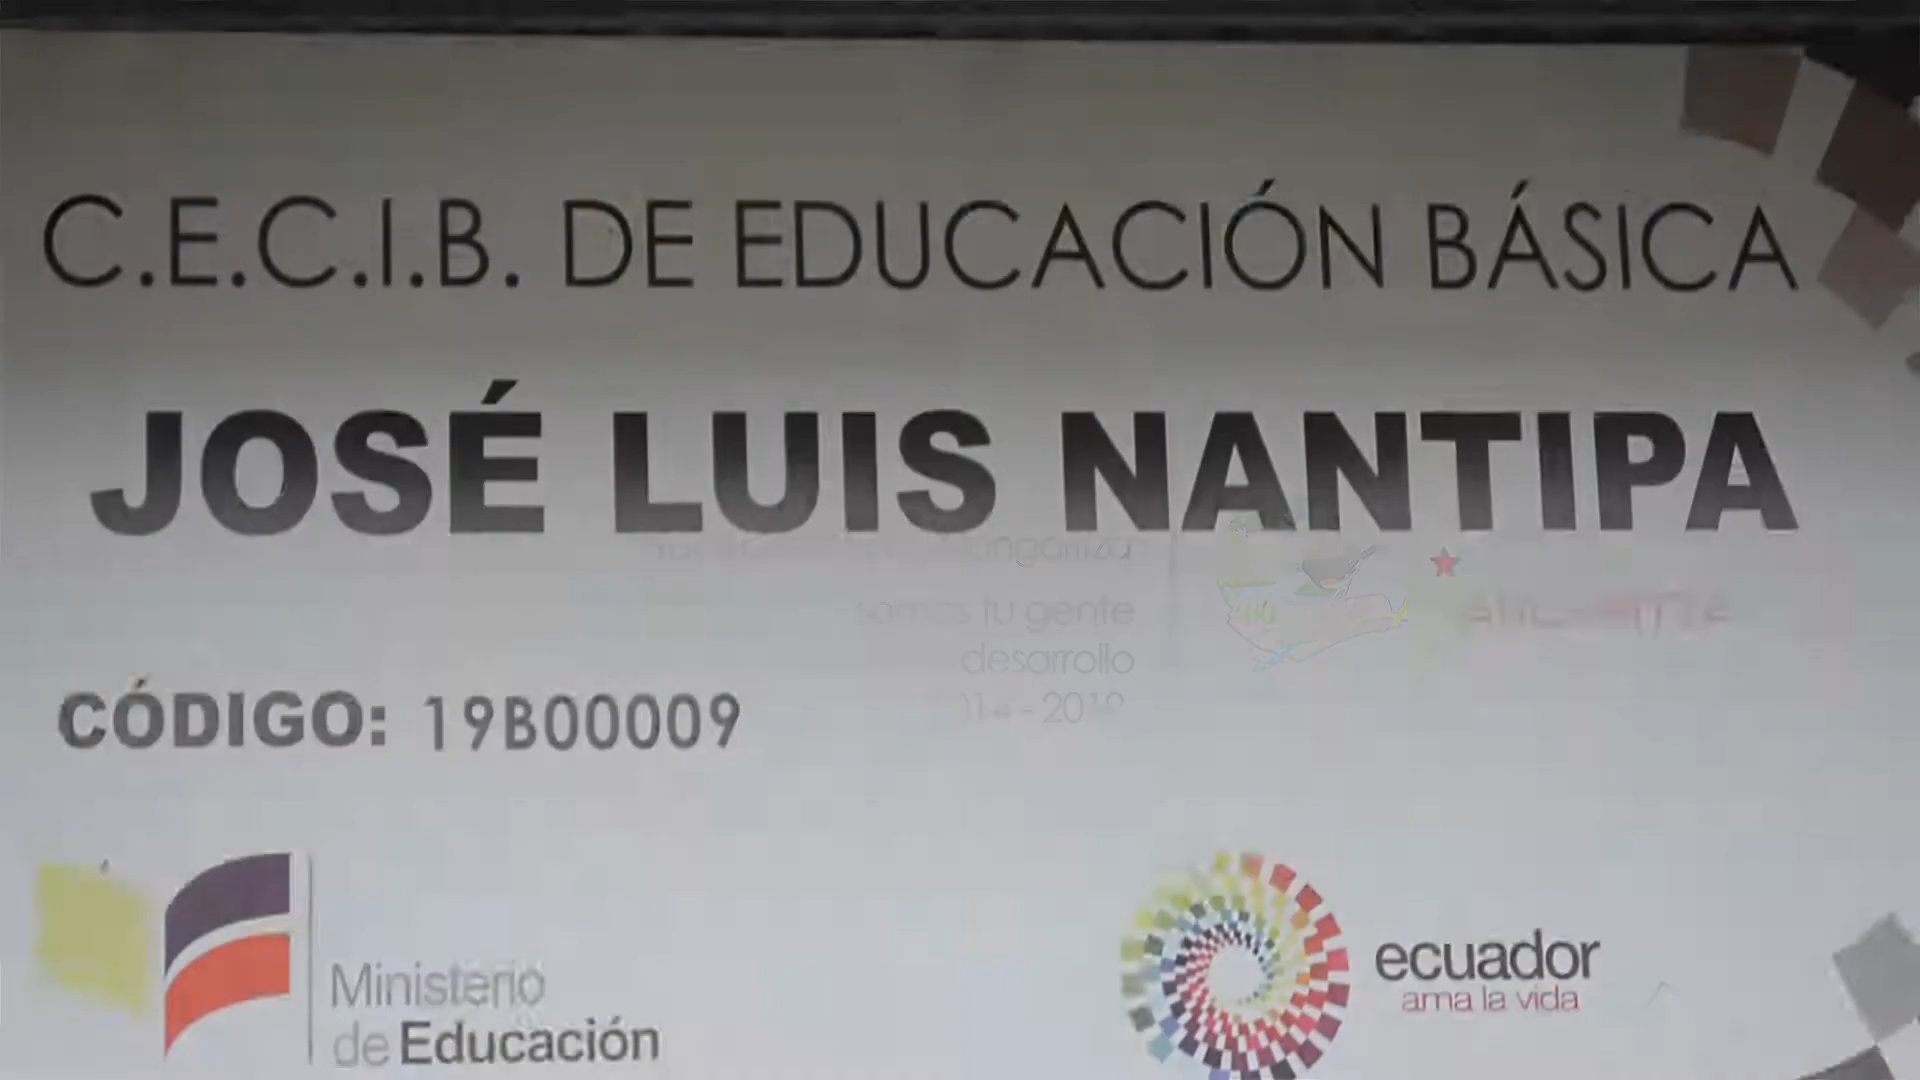 C.E.C.I.B. DE EDUCACIÓN BÁSICA
JOSÉ LUIS NANTIPA
somos tu gente
desarrollo
CÓDIGO: 19B00009
Ministerio
de Educación
ecuador
ama la vida